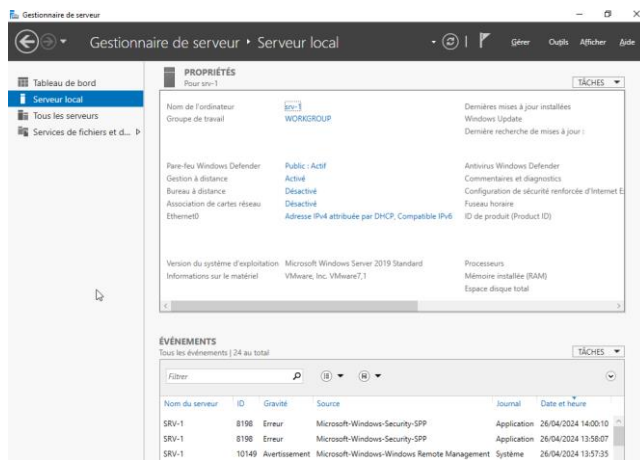 Gestionnaire de serveur
Gestionnaire de serveur • Serveur local
Gérer Outils Afficher Aide
Tableau de bord
Serveur local
Tous les serveurs
Services de fichiers et d...
PROPRIÉTÉS
Pour srv-1
TÂCHES
Nom de l'ordinateur srv-1 Dernières mises à jour installées
Groupe de travail WORKGROUP Windows Update
Dernière recherche de mises à jour :
Pare-feu Windows Defender Public : Actif Antivirus Windows Defender
Gestion à distance Activé Commentaires et diagnostics
Bureau à distance Désactivé Configuration de sécurité renforcée d'Internet E
Association de cartes réseau Désactivé Fuseau horaire
Ethernet0 Adresse IPv4 attribuée par DHCP, Compatible IPv6 ID de produit (Product ID)
Version du système d'exploitation Microsoft Windows Server 2019 Standard Processeurs
Informations sur le matériel VMware, Inc. VMware7,1 Mémoire installée (RAM)
Espace disque total
ÉVÉNEMENTS
Tous les événements | 24 au total
TÂCHES
Filtrer
Nom du serveur ID Gravité Source Journal Date et heure
SRV-1 8198 Erreur Microsoft-Windows-Security-SPP Application 26/04/2024 14:00:10
SRV-1 8198 Erreur Microsoft-Windows-Security-SPP Application 26/04/2024 13:58:07
SRV-1 10149 Avertissement Microsoft-Windows-Windows Remote Management Système 26/04/2024 13:57:35